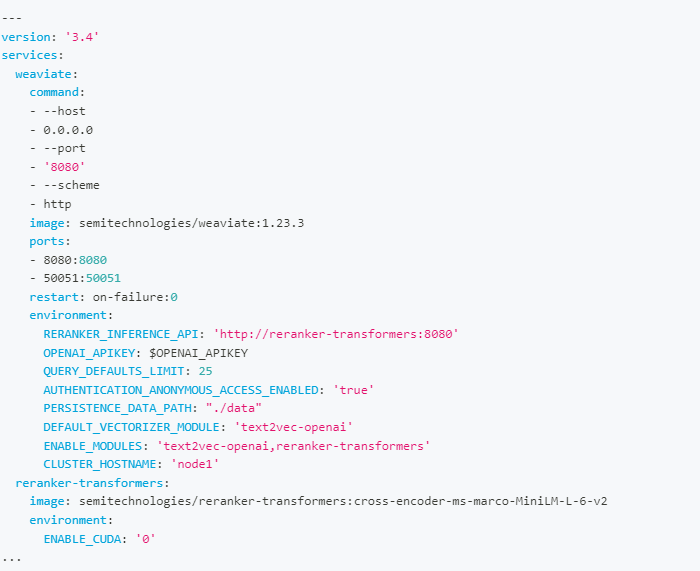 ---
version: '3.4'
services:
  weaviate:
    command:
    - --host
    - 0.0.0.0
    - --port
    - '8080'
    - --scheme
    - http
    image: semitechnologies/weaviate:1.23.3
    ports:
    - 8080:8080
    - 50051:50051
    restart: on-failure:0
    environment:
      RERANKER_INFERENCE_API: 'http://reranker-transformers:8080'
      OPENAI_APIKEY: $OPENAI_APIKEY
      QUERY_DEFAULTS_LIMIT: 25
      AUTHENTICATION_ANONYMOUS_ACCESS_ENABLED: 'true'
      PERSISTENCE_DATA_PATH: "./data"
      DEFAULT_VECTORIZER_MODULE: 'text2vec-openai'
      ENABLE_MODULES: 'text2vec-openai,reranker-transformers'
      CLUSTER_HOSTNAME: 'node1'
  reranker-transformers:
    image: semitechnologies/reranker-transformers:cross-encoder-ms-marco-MiniLM-L-6-v2
    environment:
      ENABLE_CUDA: '0'
...